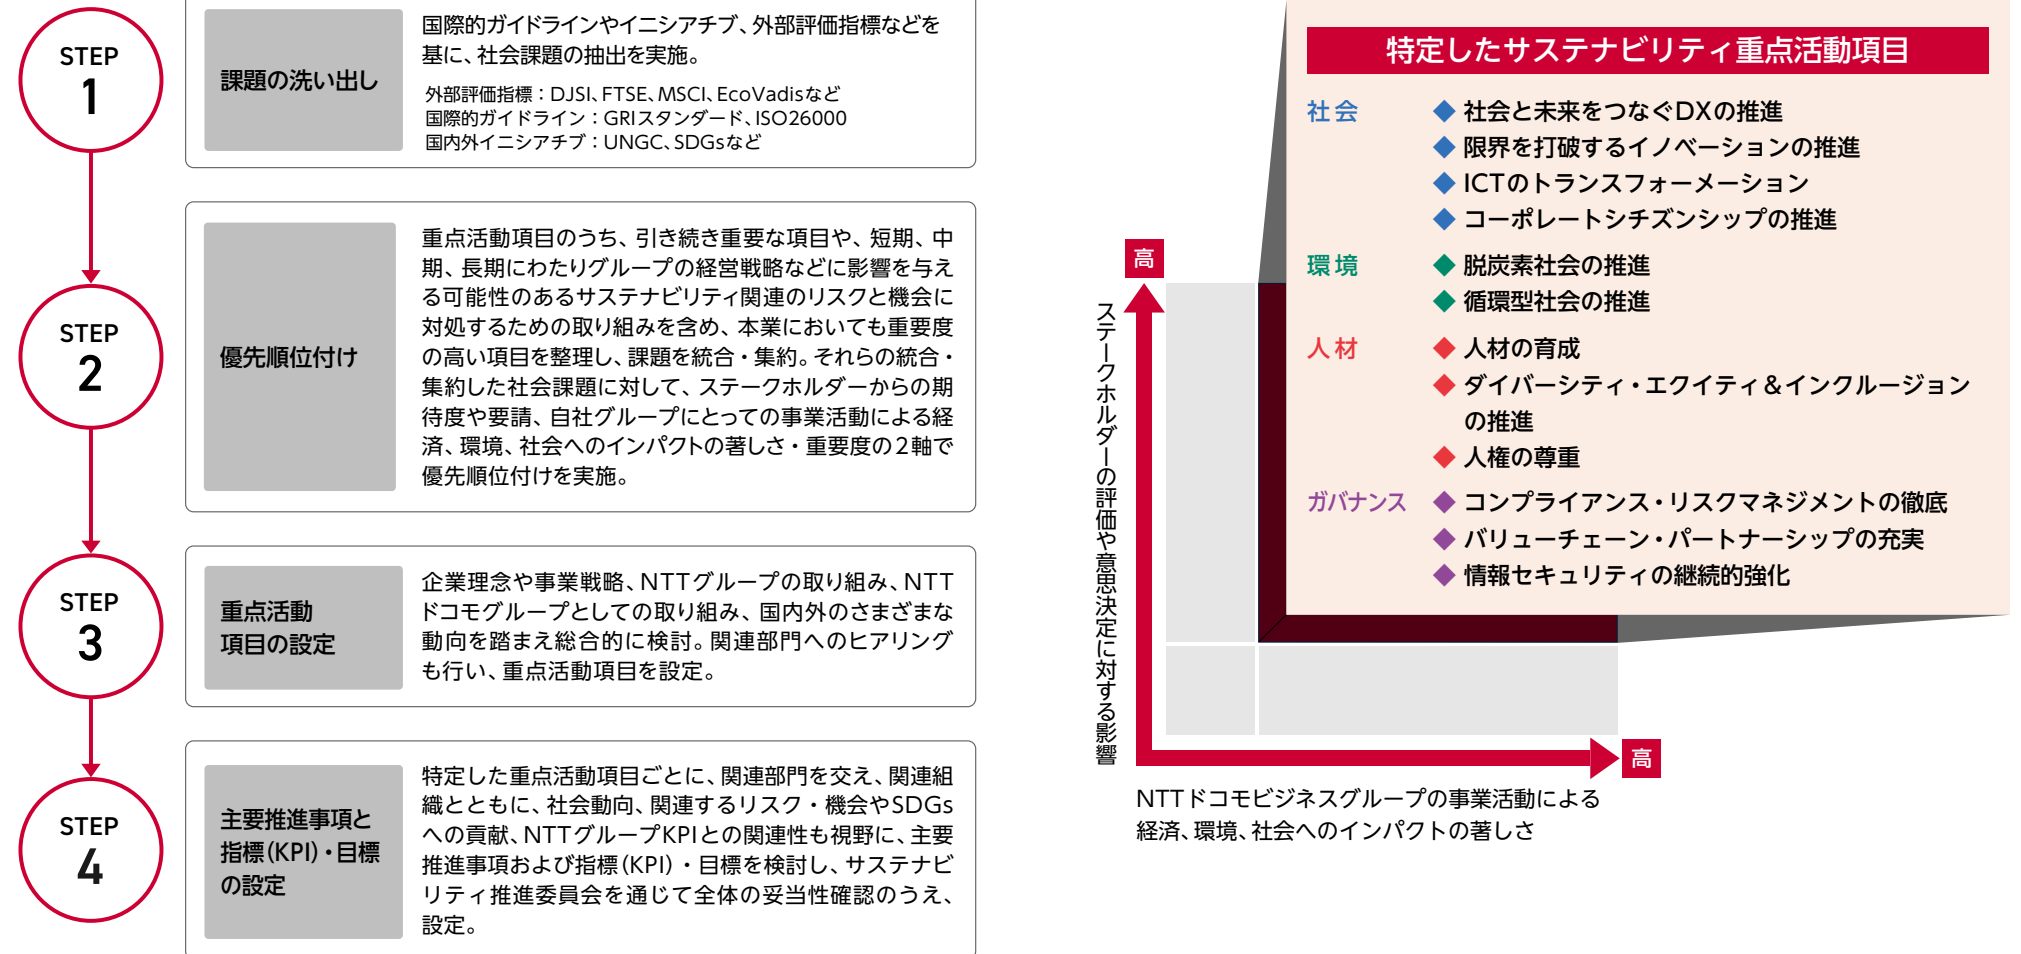 STEP
1
課題の洗い出し
国際的ガイドラインやイニシアチブ、外部評価指標などを
基に、社会課題の抽出を実施。
外部評価指標：DJSI、FTSE、MSCI、EcoVadisなど
国際的ガイドライン：GRIスタンダード、ISO26000
国内外イニシアチブ：UNGC、SDGsなど
STEP
2
優先順位付け
重点活動項目のうち、引き続き重要な項目や、短期、中
期、長期にわたりグループの経営戦略などに影響を与え
る可能性のあるサステナビリティ関連のリスクと機会に
対処するための取り組みを含め、本業においても重要度
の高い項目を整理し、課題を統合・集約。それらの統合・
集約した社会課題に対して、ステークホルダーからの期
待度や要請、自社グループにとっての事業活動による経
済、環境、社会へのインパクトの著しさ・重要度の2軸で
優先順位付けを実施。
STEP
3
重点活動
項目の設定
企業理念や事業戦略、NTTグループの取り組み、NTT
ドコモグループとしての取り組み、国内外のさまざまな
動向を踏まえ総合的に検討。関連部門へのヒアリング
も行い、重点活動項目を設定。
STEP
4
主要推進事項と
指標(KPI)・目標
の設定
特定した重点活動項目ごとに、関連部門を交え、関連組
織とともに、社会動向、関連するリスク・機会やSDGs
への貢献、NTTグループKPIとの関連性も視野に、主要
推進事項および指標(KPI)・目標を検討し、サステナビ
リティ推進委員会を通じて全体の妥当性確認のうえ、
設定。
特定したサステナビリティ重点活動項目
社会
◆ 社会と未来をつなぐDXの推進
◆ 限界を打破するイノベーションの推進
◆ ICTのトランスフォーメーション
◆ コーポレートシチズンシップの推進
環境
◆ 脱炭素社会の推進
◆ 循環型社会の推進
人材
◆ 人材の育成
◆ ダイバーシティ・エクイティ＆インクルージョン
の推進
◆ 人権の尊重
ガバナンス
◆ コンプライアンス・リスクマネジメントの徹底
◆ バリューチェーン・パートナーシップの充実
◆ 情報セキュリティの継続的強化
高
ステークホルダーの評価や意思決定に対する影響
高
NTTドコモビジネスグループの事業活動による
経済、環境、社会へのインパクトの著しさ